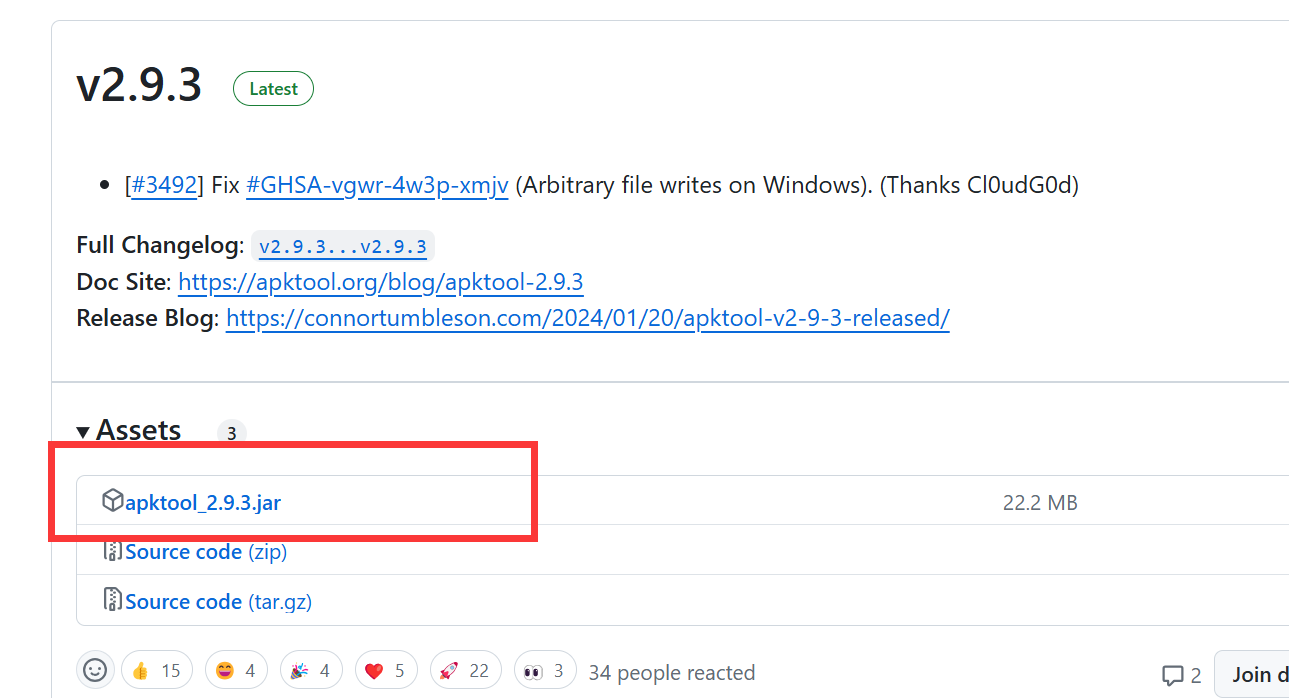 v2.9.3 Latest
[#3492] Fix #GHSA-vgwr-4w3p-xmjv (Arbitrary file writes on Windows). (Thanks Cl0udG0d)
Full Changelog: v2.9.3...v2.9.3
Doc Site: https://apktool.org/blog/apktool-2.9.3
Release Blog: https://connortumbleson.com/2024/01/20/apktool-v2-9-3-released/
Assets 3
apktool_2.9.3.jar 22.2 MB
Source code (zip)
Source code (tar.gz)
👍 15 😄 4 🎉 4 ❤️ 5 🚀 22 👀 3 34 people reacted 2 Join d